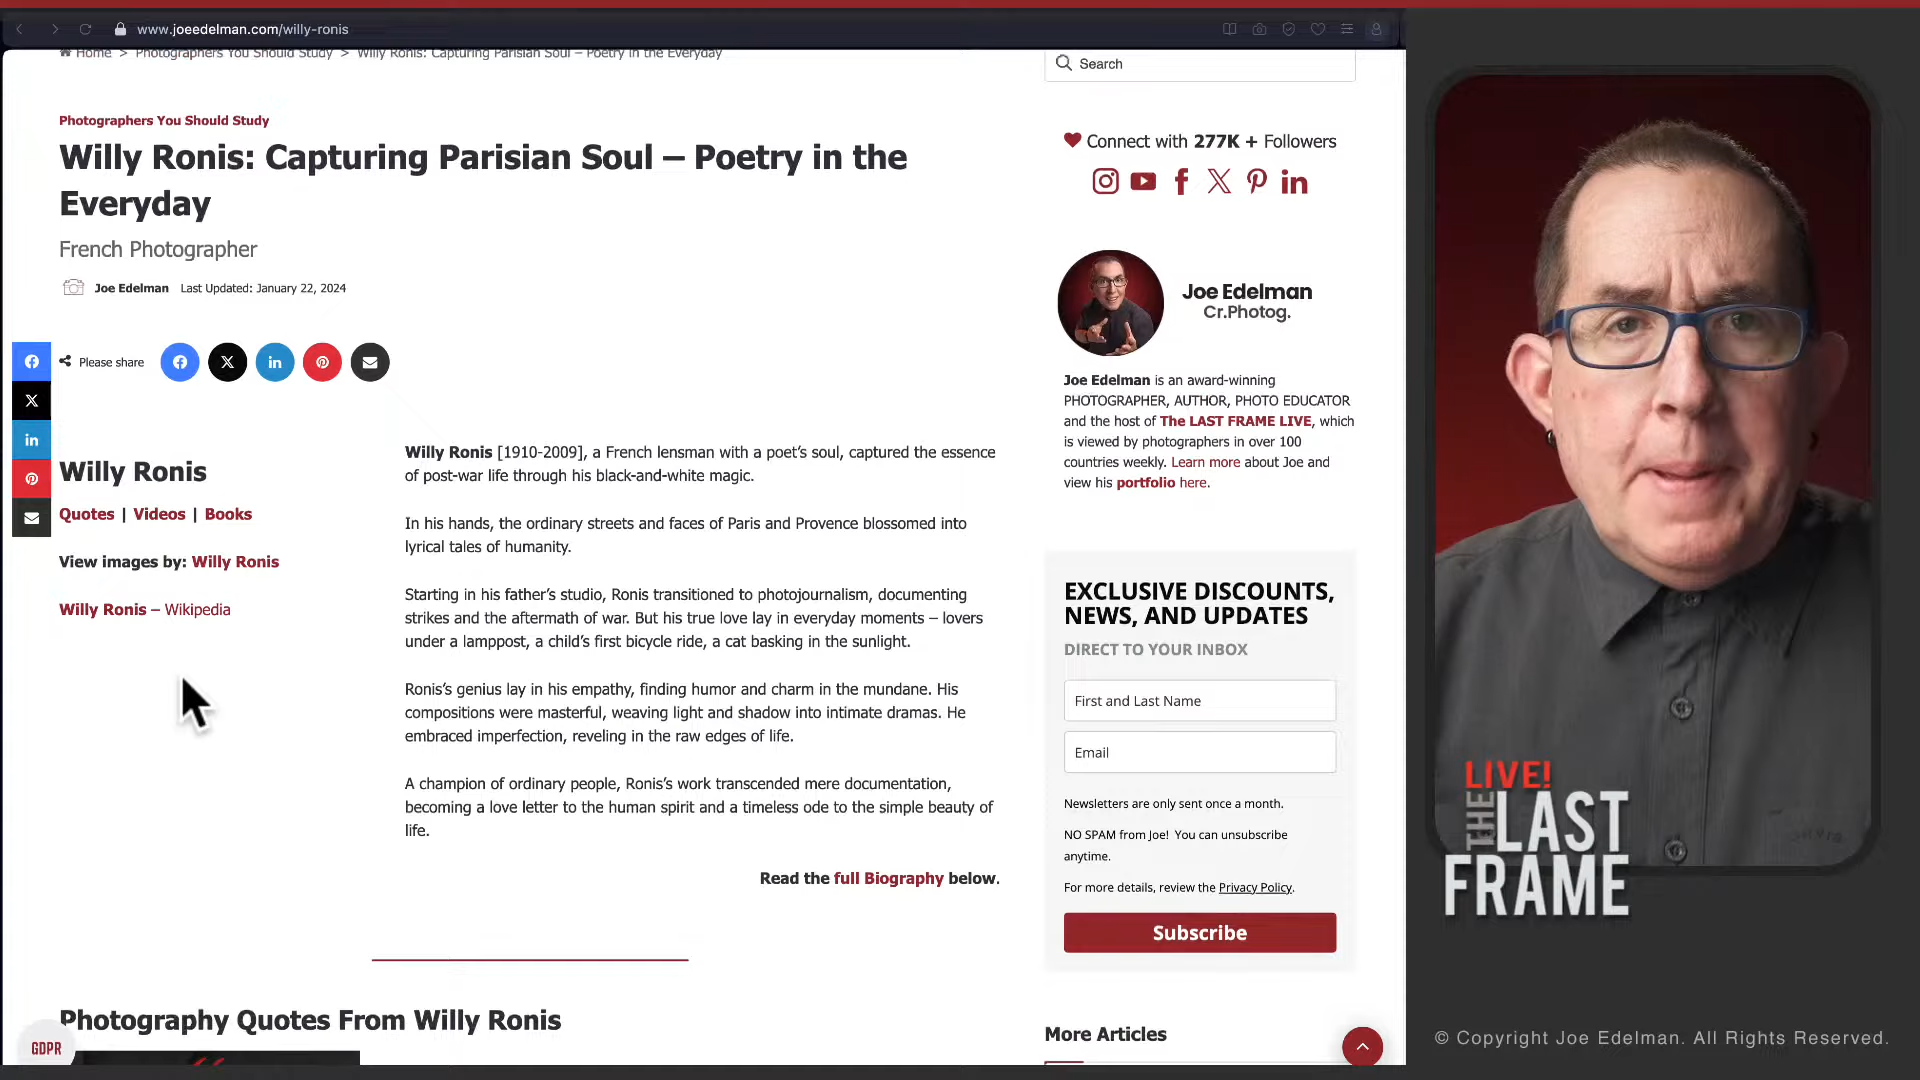 www.joeedelman.com/willy-ronis
Home > Photographers You Should Study > Willy Ronis: Capturing Parisian Soul – Poetry in the Everyday
Search
Photographers You Should Study
Willy Ronis: Capturing Parisian Soul – Poetry in the
Everyday
French Photographer
Joe Edelman Last Updated: January 22, 2024
Please share
Willy Ronis
Quotes | Videos | Books
View images by: Willy Ronis
Willy Ronis – Wikipedia
Willy Ronis [1910-2009], a French lensman with a poet’s soul, captured the essence
of post-war life through his black-and-white magic.
In his hands, the ordinary streets and faces of Paris and Provence blossomed into
lyrical tales of humanity.
Starting in his father’s studio, Ronis transitioned to photojournalism, documenting
strikes and the aftermath of war. But his true love lay in everyday moments – lovers
under a lamppost, a child’s first bicycle ride, a cat basking in the sunlight.
Ronis’s genius lay in his empathy, finding humor and charm in the mundane. His
compositions were masterful, weaving light and shadow into intimate dramas. He
embraced imperfection, reveling in the raw edges of life.
A champion of ordinary people, Ronis’s work transcended mere documentation,
becoming a love letter to the human spirit and a timeless ode to the simple beauty of
life.
Read the full Biography below.
Photography Quotes From Willy Ronis
GDPR
Connect with 277K + Followers
Joe Edelman
Cr.Photog.
Joe Edelman is an award-winning
PHOTOGRAPHER, AUTHOR, PHOTO EDUCATOR
and the host of The LAST FRAME LIVE, which
is viewed by photographers in over 100
countries weekly. Learn more about Joe and
view his portfolio here.
EXCLUSIVE DISCOUNTS,
NEWS, AND UPDATES
DIRECT TO YOUR INBOX
First and Last Name
Email
Newsletters are only sent once a month.
NO SPAM from Joe! You can unsubscribe
anytime.
For more details, review the Privacy Policy.
Subscribe
More Articles
LIVE!
THE LAST
FRAME
© Copyright Joe Edelman. All Rights Reserved.